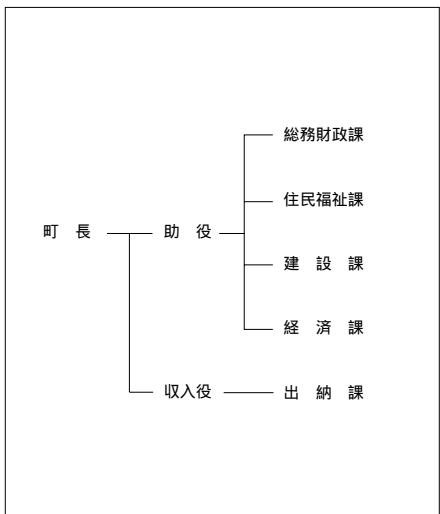 総務財政課
住民福祉課
町　長
助　役
建　設　課
経　済　課
収入役
出　納　課